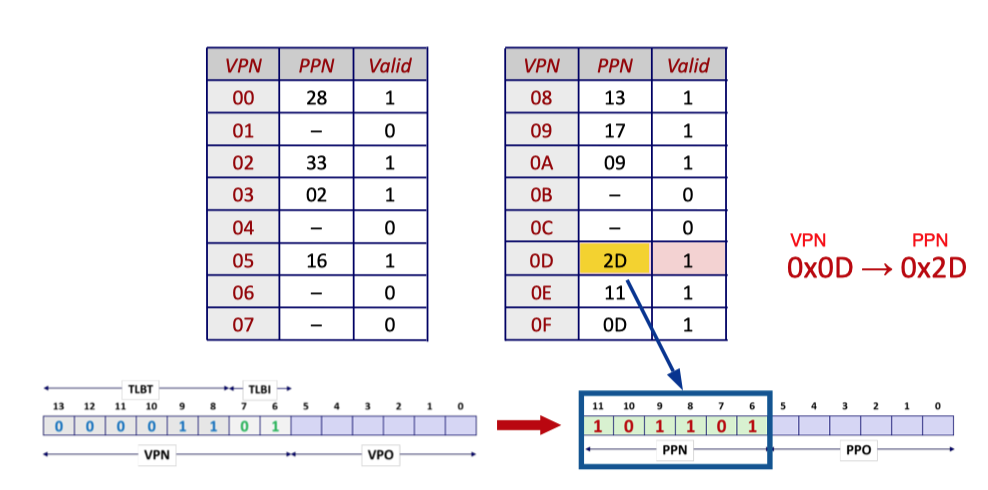 VPN PPN Valid
00 28 1
01 – 0
02 33 1
03 02 1
04 – 0
05 16 1
06 – 0
07 – 0
VPN PPN Valid
08 13 1
09 17 1
0A 09 1
0B – 0
0C – 0
0D 2D 1
0E 11 1
0F 0D 1
VPN PPN
0x0D → 0x2D
TLBT TLBI
13 12 11 10 9 8 7 6 5 4 3 2 1 0
0 0 0 0 1 1 0 1
VPN VPO
11 10 9 8 7 6 5 4 3 2 1 0
1 0 1 1 0 1
PPN PPO